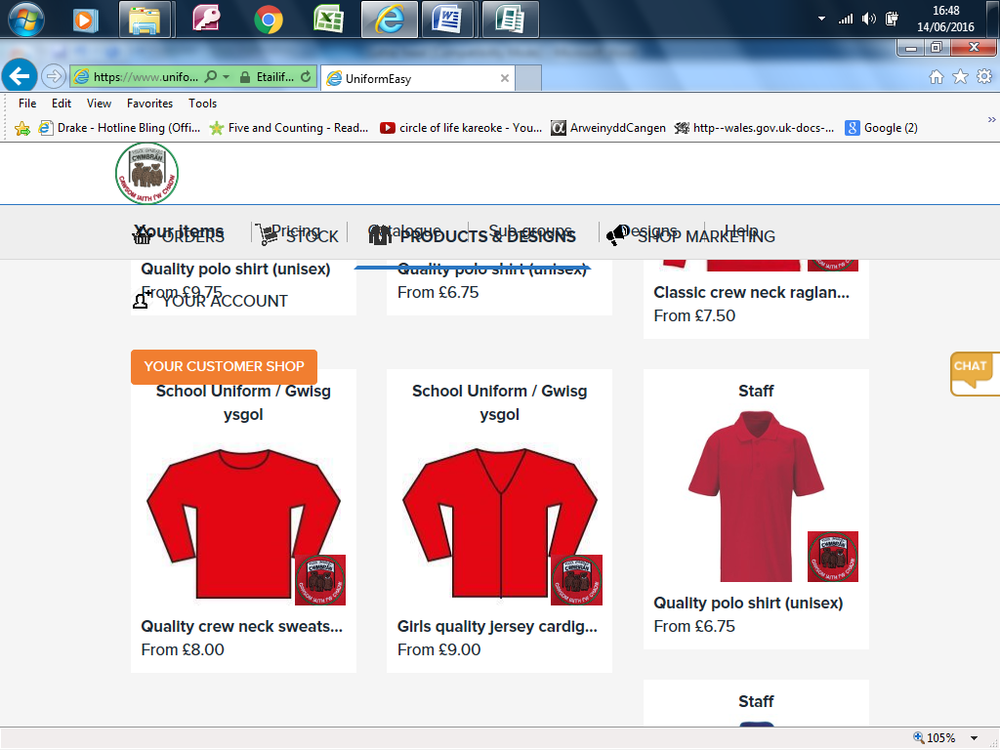 16:48
14/06/2016
https://www.unifo...
Etailif...
UniformEasy
File Edit View Favorites Tools
Drake - Hotline Bling (Offi...
Five and Counting - Read...
circle of life kareoke - You...
ArweinyddCangen
http--wales.gov.uk-docs-...
Google (2)
»
CWMBRÂN
Your items Pricing Catalogue Sub groups Designs Help
ORDERS STOCK PRODUCTS & DESIGNS SHOP MARKETING
YOUR ACCOUNT
Quality polo shirt (unisex)
From £9.75
Quality polo shirt (unisex)
From £6.75
Classic crew neck raglan...
From £7.50
YOUR CUSTOMER SHOP
CHAT
School Uniform / Gwisg
ysgol
Quality crew neck sweats...
From £8.00
School Uniform / Gwisg
ysgol
Girls quality jersey cardig...
From £9.00
Staff
Quality polo shirt (unisex)
From £6.75
Staff
105%